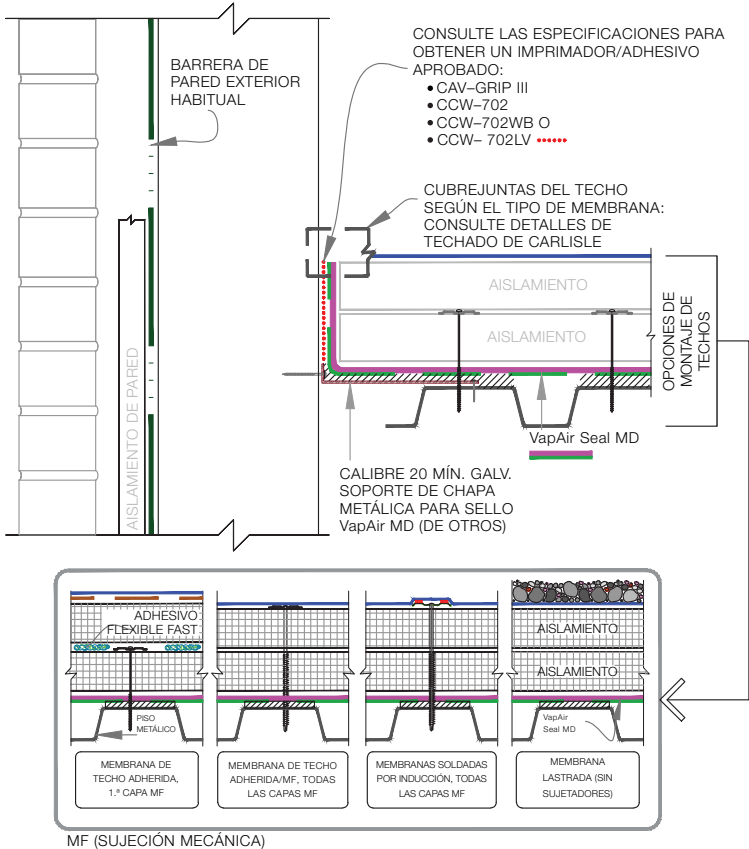 BARRERA DE
PARED EXTERIOR
HABITUAL
CONSULTE LAS ESPECIFICACIONES PARA
OBTENER UN IMPRIMADOR/ADHESIVO
APROBADO:
• CAV–GRIP III
• CCW–702
• CCW–702WB O
• CCW– 702LV
CUBREJUNTAS DEL TECHO
SEGÚN EL TIPO DE MEMBRANA:
CONSULTE DETALLES DE
TECHADO DE CARLISLE
AISLAMIENTO
AISLAMIENTO
OPCIONES DE
MONTAJE DE
TECHOS
AISLAMIENTO DE PARED
VapAir Seal MD
CALIBRE 20 MÍN. GALV.
SOPORTE DE CHAPA
METÁLICA PARA SELLO
VapAir MD (DE OTROS)
ADHESIVO
FLEXIBLE FAST
PISO
METÁLICO
AISLAMIENTO
AISLAMIENTO
VapAir
Seal MD
MEMBRANA DE
TECHO ADHERIDA,
1.ª CAPA MF
MEMBRANA DE TECHO
ADHERIDA/MF, TODAS
LAS CAPAS MF
MEMBRANAS SOLDADAS
POR INDUCCIÓN, TODAS
LAS CAPAS MF
MEMBRANA
LASTRADA (SIN
SUJETADORES)
MF (SUJECIÓN MECÁNICA)